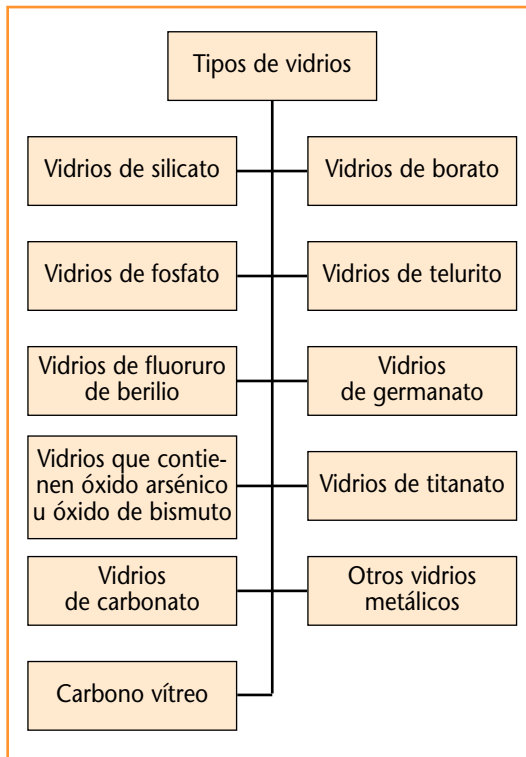 Tipos de vidrios
Vidrios de silicato
Vidrios de borato
Vidrios de fosfato
Vidrios de telurito
Vidrios de fluoruro
de berilio
Vidrios
de germanato
Vidrios que contie-
nen óxido arsénico
u óxido de bismuto
Vidrios de titanato
Vidrios
de carbonato
Otros vidrios
metálicos
Carbono vítreo